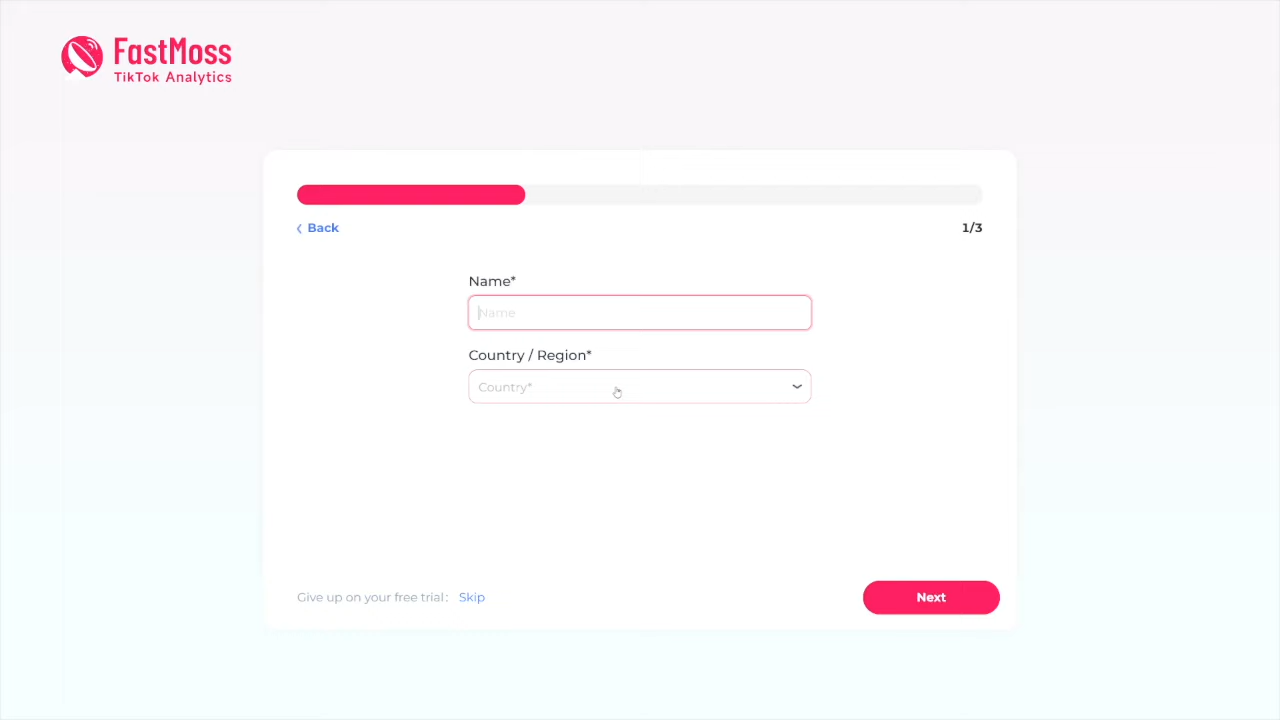 FastMoss
TikTok Analytics
Back
1/3
Name*
Name
Country / Region*
Country*
Give up on your free trial: Skip
Next